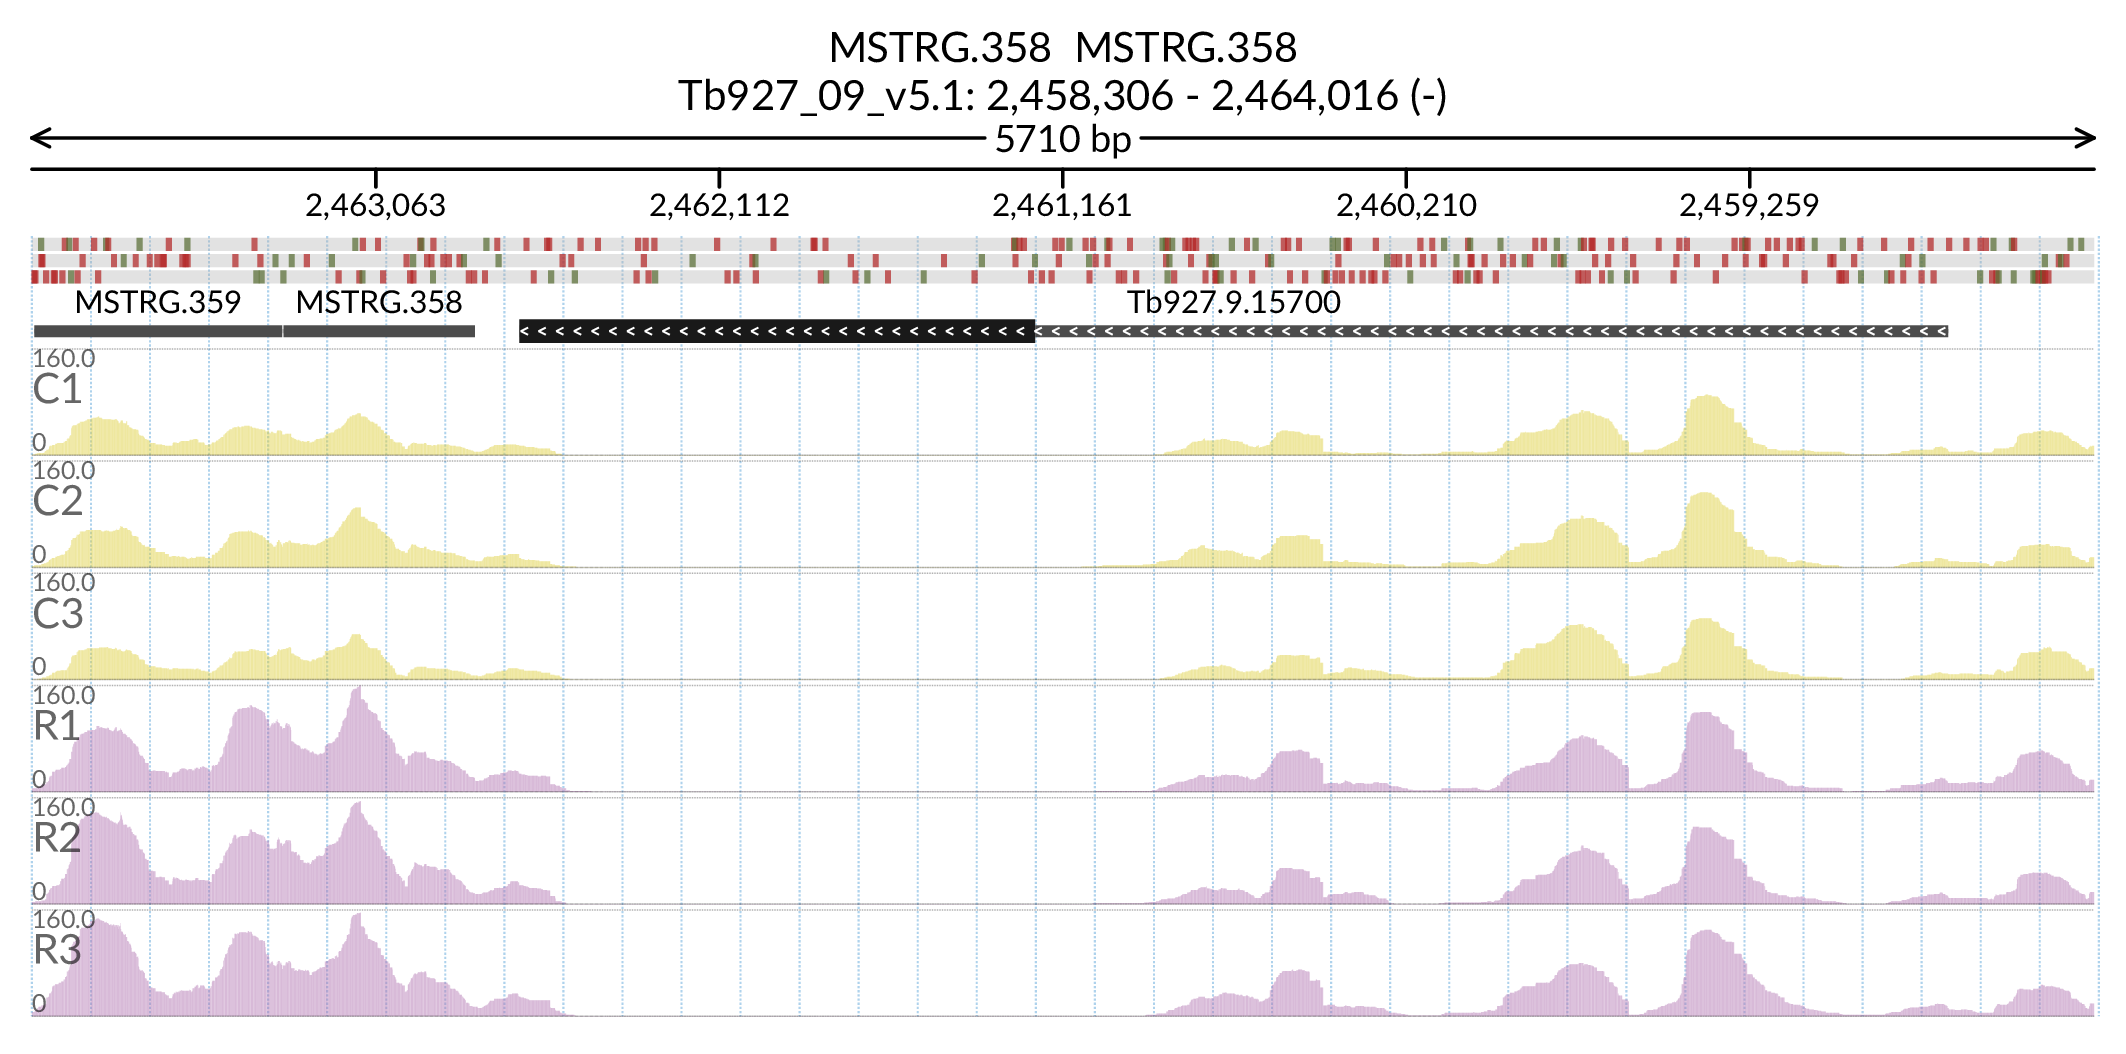 MSTRG.358  MSTRG.358
Tb927_09_v5.1: 2,458,306 - 2,464,016 (-)
5710 bp
2,463,063 2,462,112 2,461,161 2,460,210 2,459,259
MSTRG.359 MSTRG.358 Tb927.9.15700
160.0
C1
0
160.0
C2
0
160.0
C3
0
160.0
R1
0
160.0
R2
0
160.0
R3
0